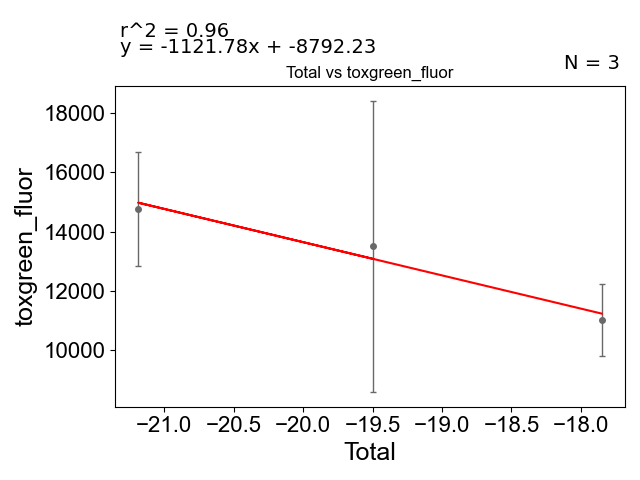 r^2 = 0.96
y = -1121.78x + -8792.23
N = 3
Total vs toxgreen_fluor
toxgreen_fluor
18000
16000
14000
12000
10000
−21.0 −20.5 −20.0 −19.5 −19.0 −18.5 −18.0
Total